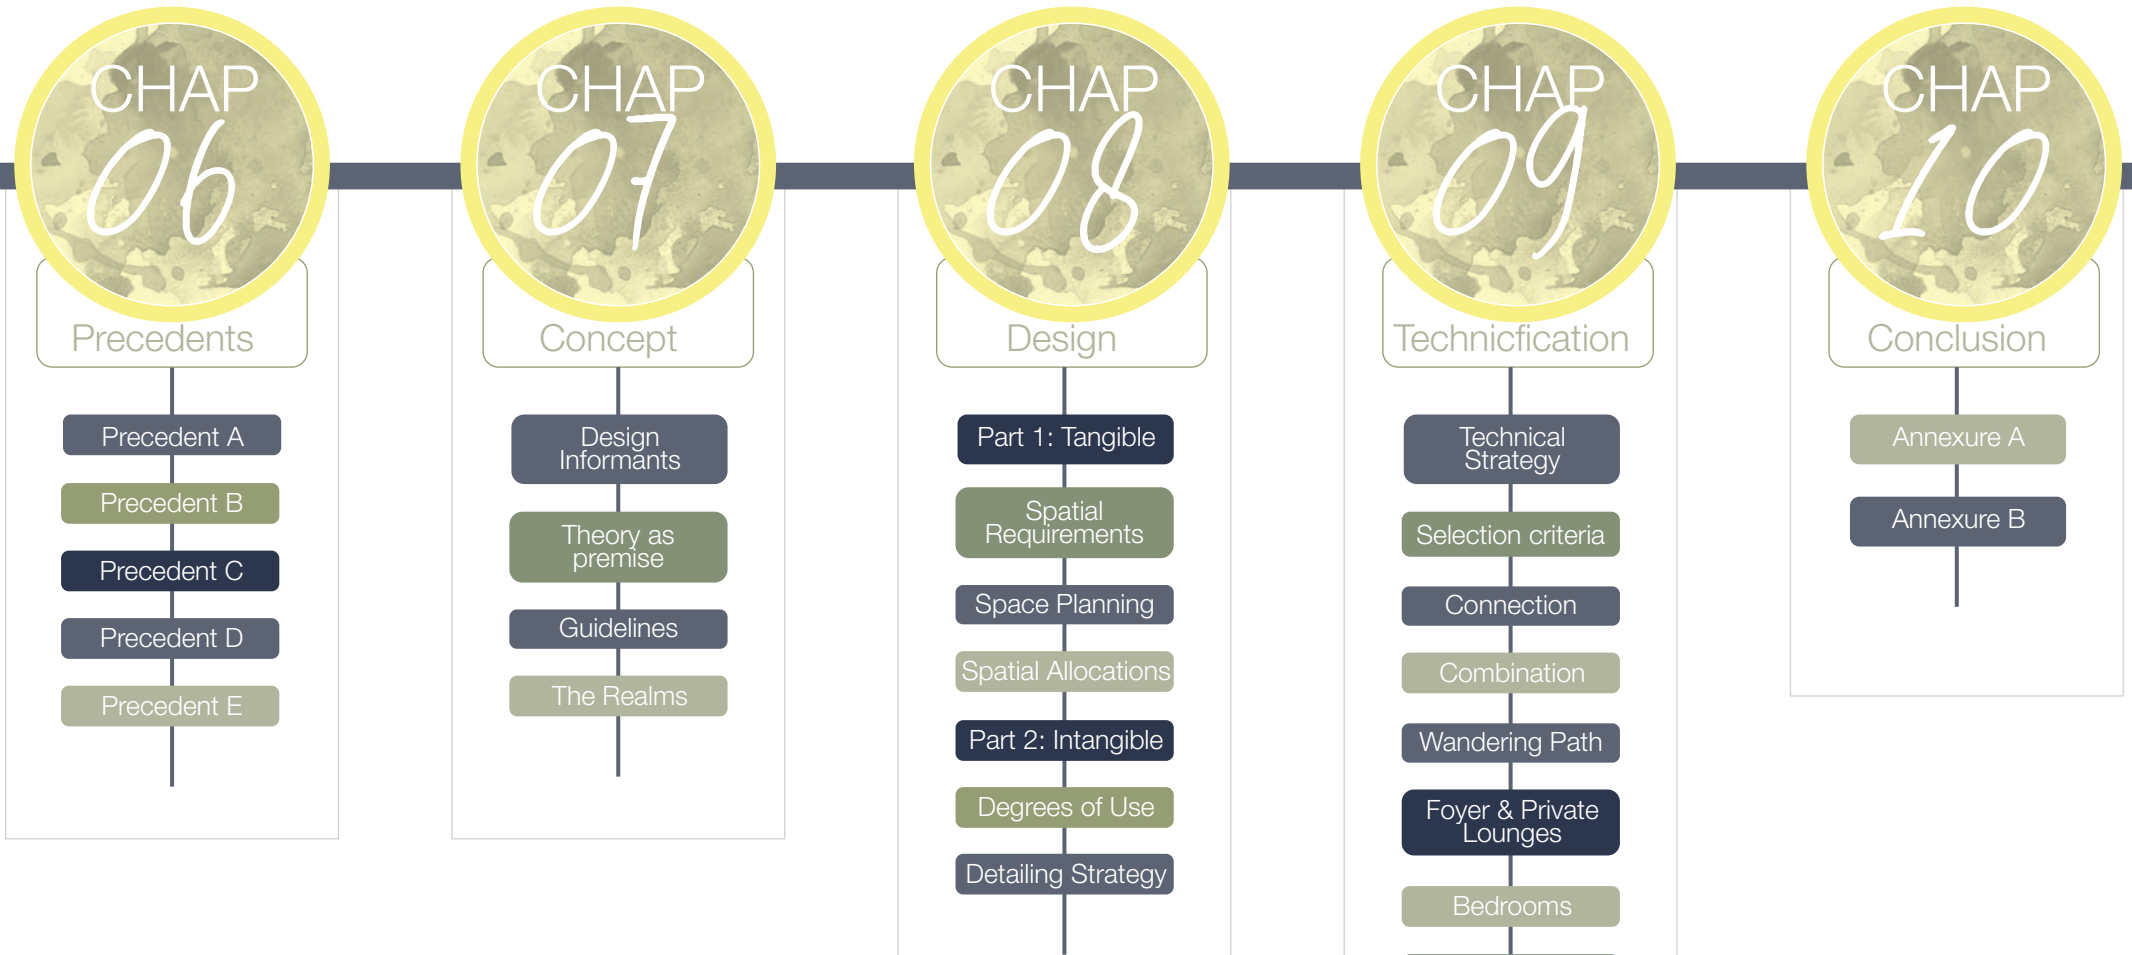 CHAP
06
Precedents
Precedent A
Precedent B
Precedent C
Precedent D
Precedent E
CHAP
07
Concept
Design
Informants
Theory as
premise
Guidelines
The Realms
CHAP
08
Design
Part 1: Tangible
Spatial
Requirements
Space Planning
Spatial Allocations
Part 2: Intangible
Degrees of Use
Detailing Strategy
CHAP
09
Technicfication
Technical
Strategy
Selection criteria
Connection
Combination
Wandering Path
Foyer & Private
Lounges
Bedrooms
CHAP
10
Conclusion
Annexure A
Annexure B